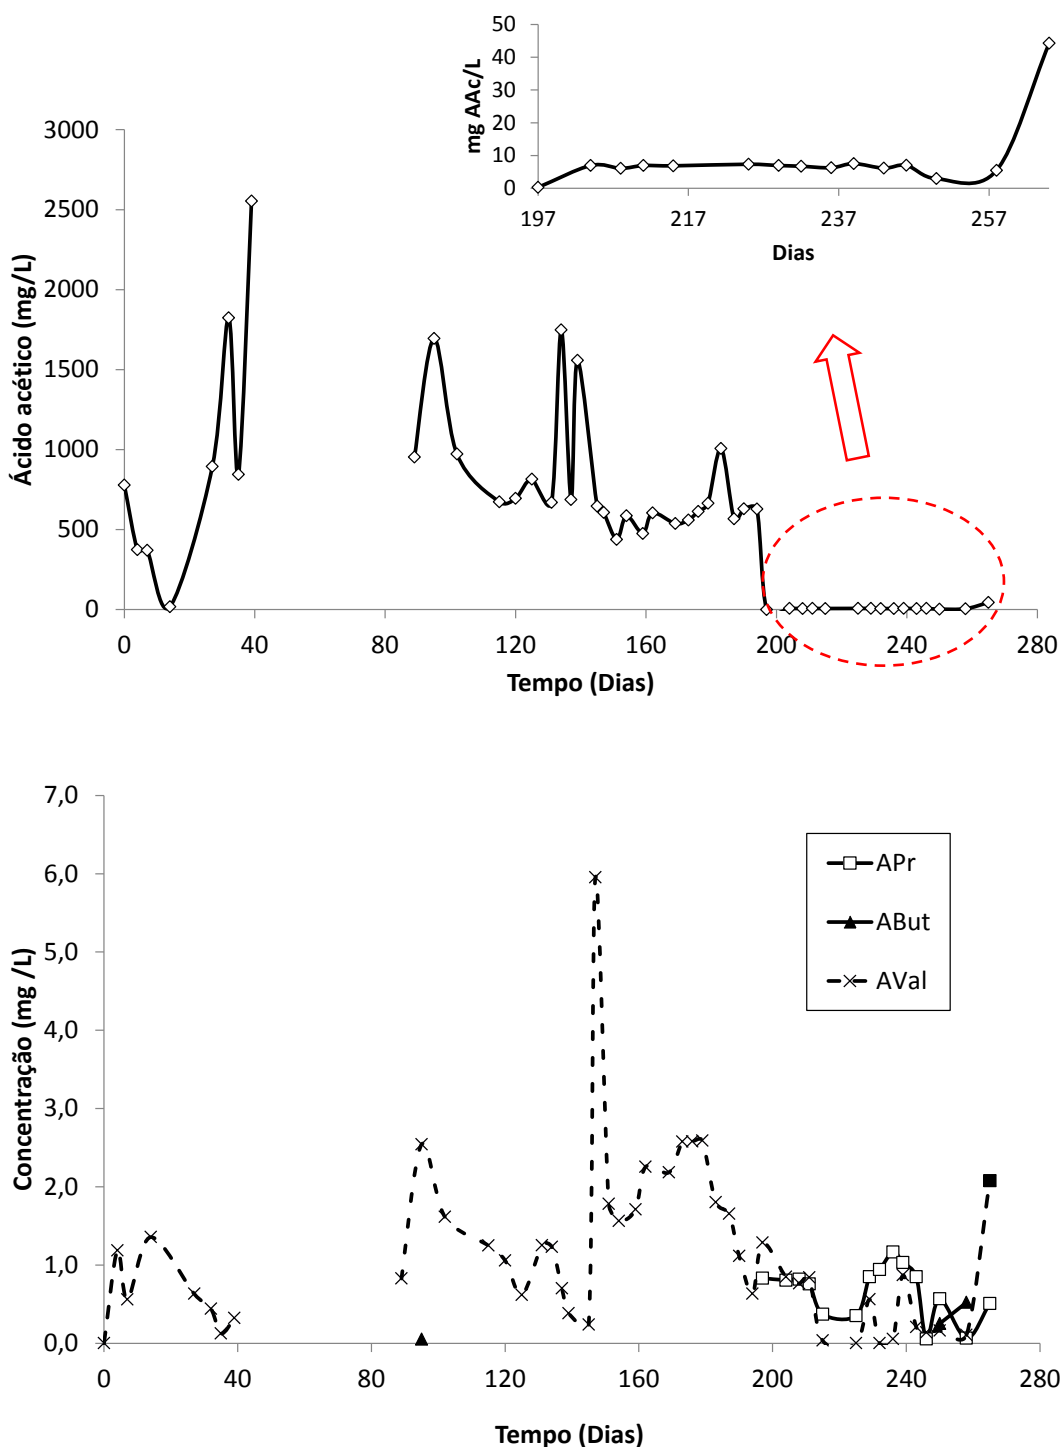 50
40
30
20
10
0
mg AAc/L
197 217 237 257
Dias
3000
2500
2000
1500
1000
500
0
Ácido acético (mg/L)
0 40 80 120 160 200 240 280
Tempo (Dias)
7,0
6,0
5,0
4,0
3,0
2,0
1,0
0,0
Concentração (mg /L)
APr
ABut
AVal
0 40 80 120 160 200 240 280
Tempo (Dias)